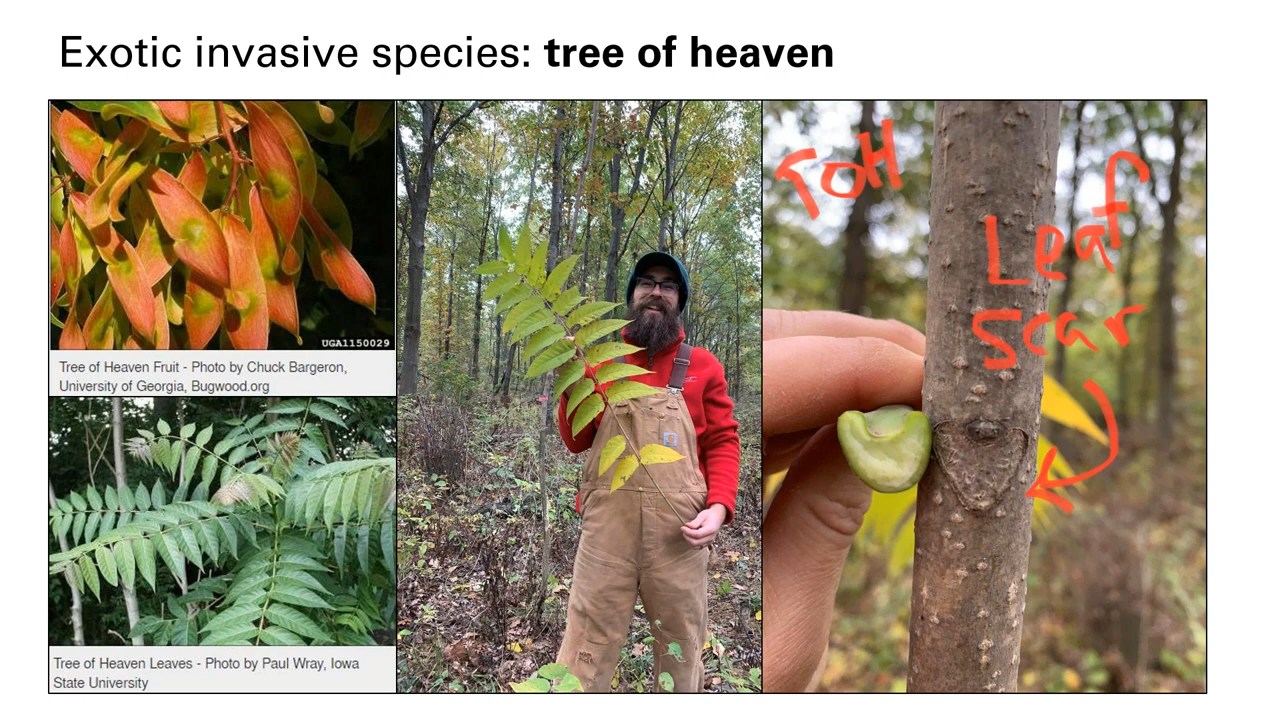 Exotic invasive species: tree of heaven
UGA1150029
Tree of Heaven Fruit - Photo by Chuck Bargeron,
University of Georgia, Bugwood.org
Tree of Heaven Leaves - Photo by Paul Wray, Iowa
State University
ToH
Leaf
Scar